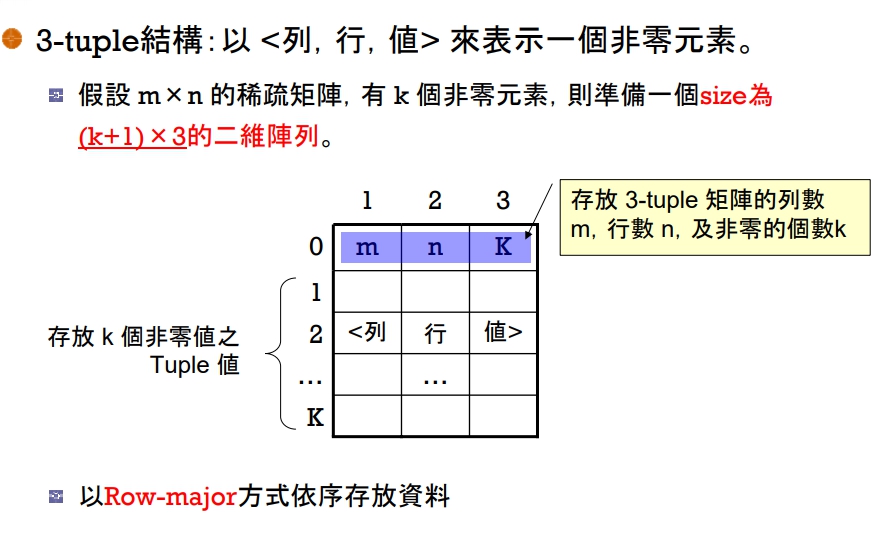 3-tuple結構：以 <列, 行, 值> 來表示一個非零元素。
假設 m×n 的稀疏矩陣, 有 k 個非零元素, 則準備一個size為
(k+1)×3的二維陣列。
1 2 3
存放 3-tuple 矩陣的列數
m, 行數 n, 及非零的個數k
0 m n K
1
存放 k 個非零值之
Tuple 值
2 <列 行 值>
... ...
K
以Row-major方式依序存放資料